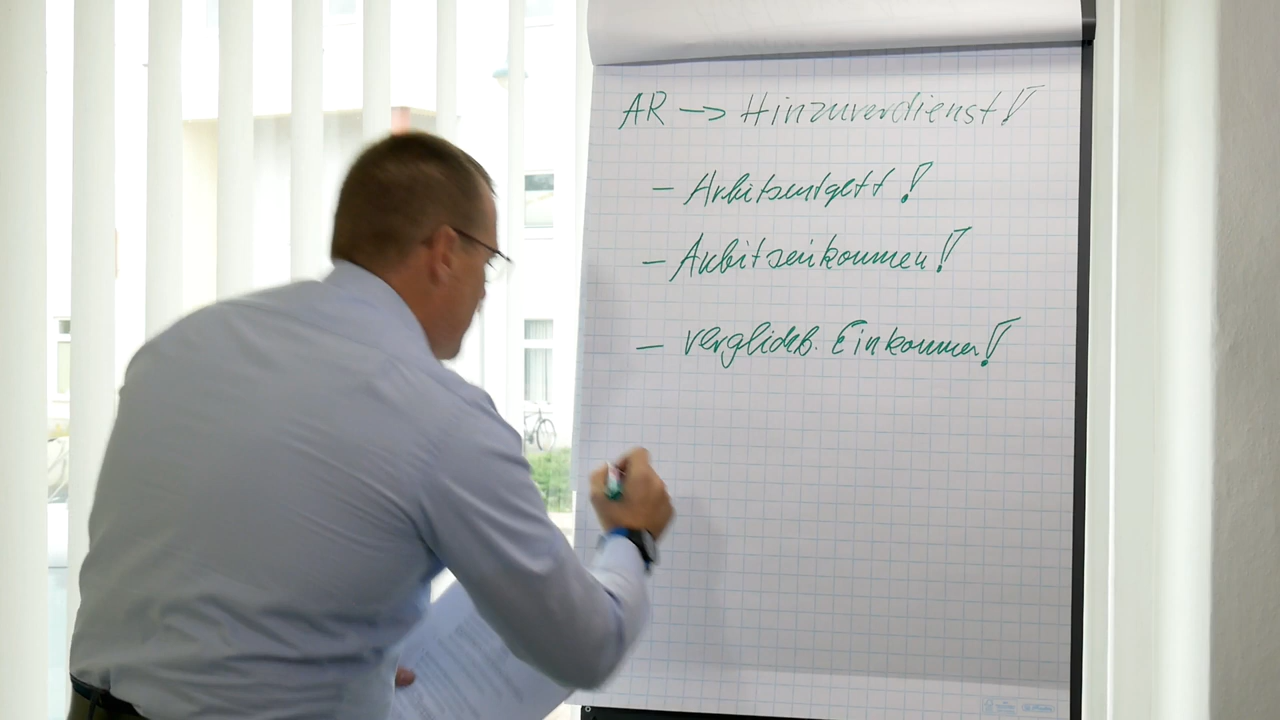 AR → Hinzuverdienst!
- Arbeitsentgelt!
- Arbeitseinkommen!
- vergleichb. Einkommen!